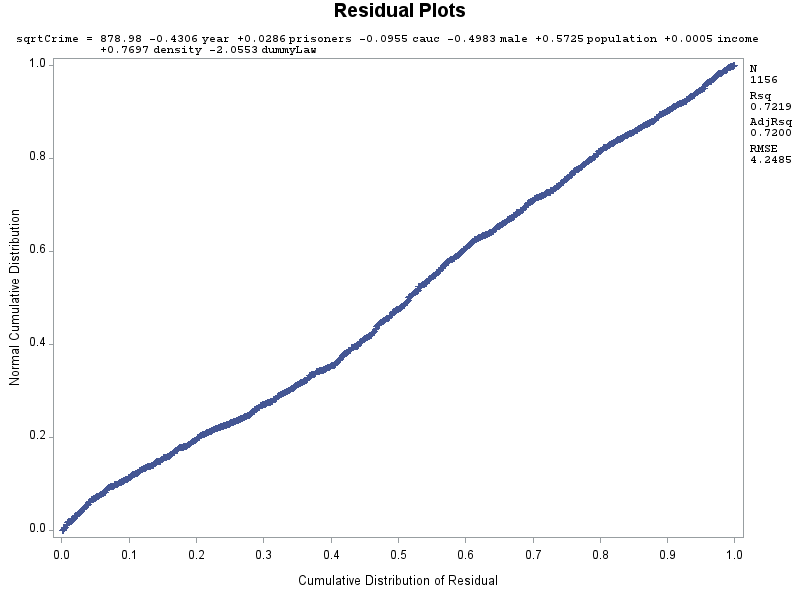 Residual Plots
sqrtCrime = 878.98 -0.4306 year +0.0286 prisoners -0.0955 cauc -0.4983 male +0.5725 population +0.0005 income
+0.7697 density -2.0553 dummyLaw
N
1156
Rsq
0.7219
AdjRsq
0.7200
RMSE
4.2485
Normal Cumulative Distribution
1.0
0.8
0.6
0.4
0.2
0.0
0.0 0.1 0.2 0.3 0.4 0.5 0.6 0.7 0.8 0.9 1.0
Cumulative Distribution of Residual